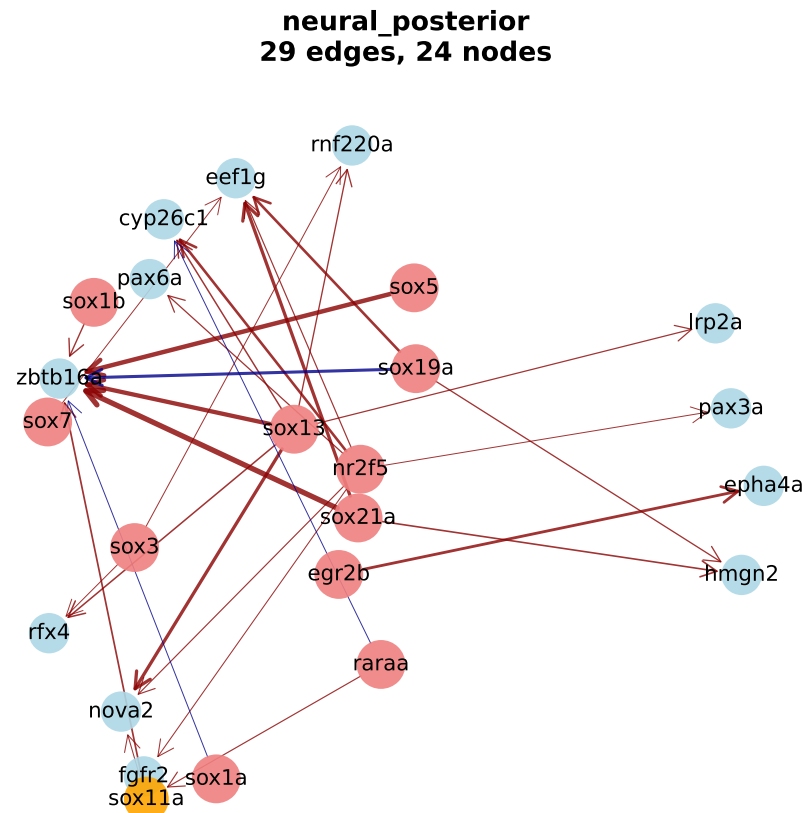 neural_posterior
29 edges, 24 nodes
rnf220a
eef1g
cyp26c1
pax6a
sox1b
sox5
lrp2a
zbtb16a
sox19a
pax3a
sox7
sox13
nr2f5
epha4a
sox21a
sox3
egr2b
hmgn2
rfx4
raraa
nova2
fgfr2
sox1a
sox11a